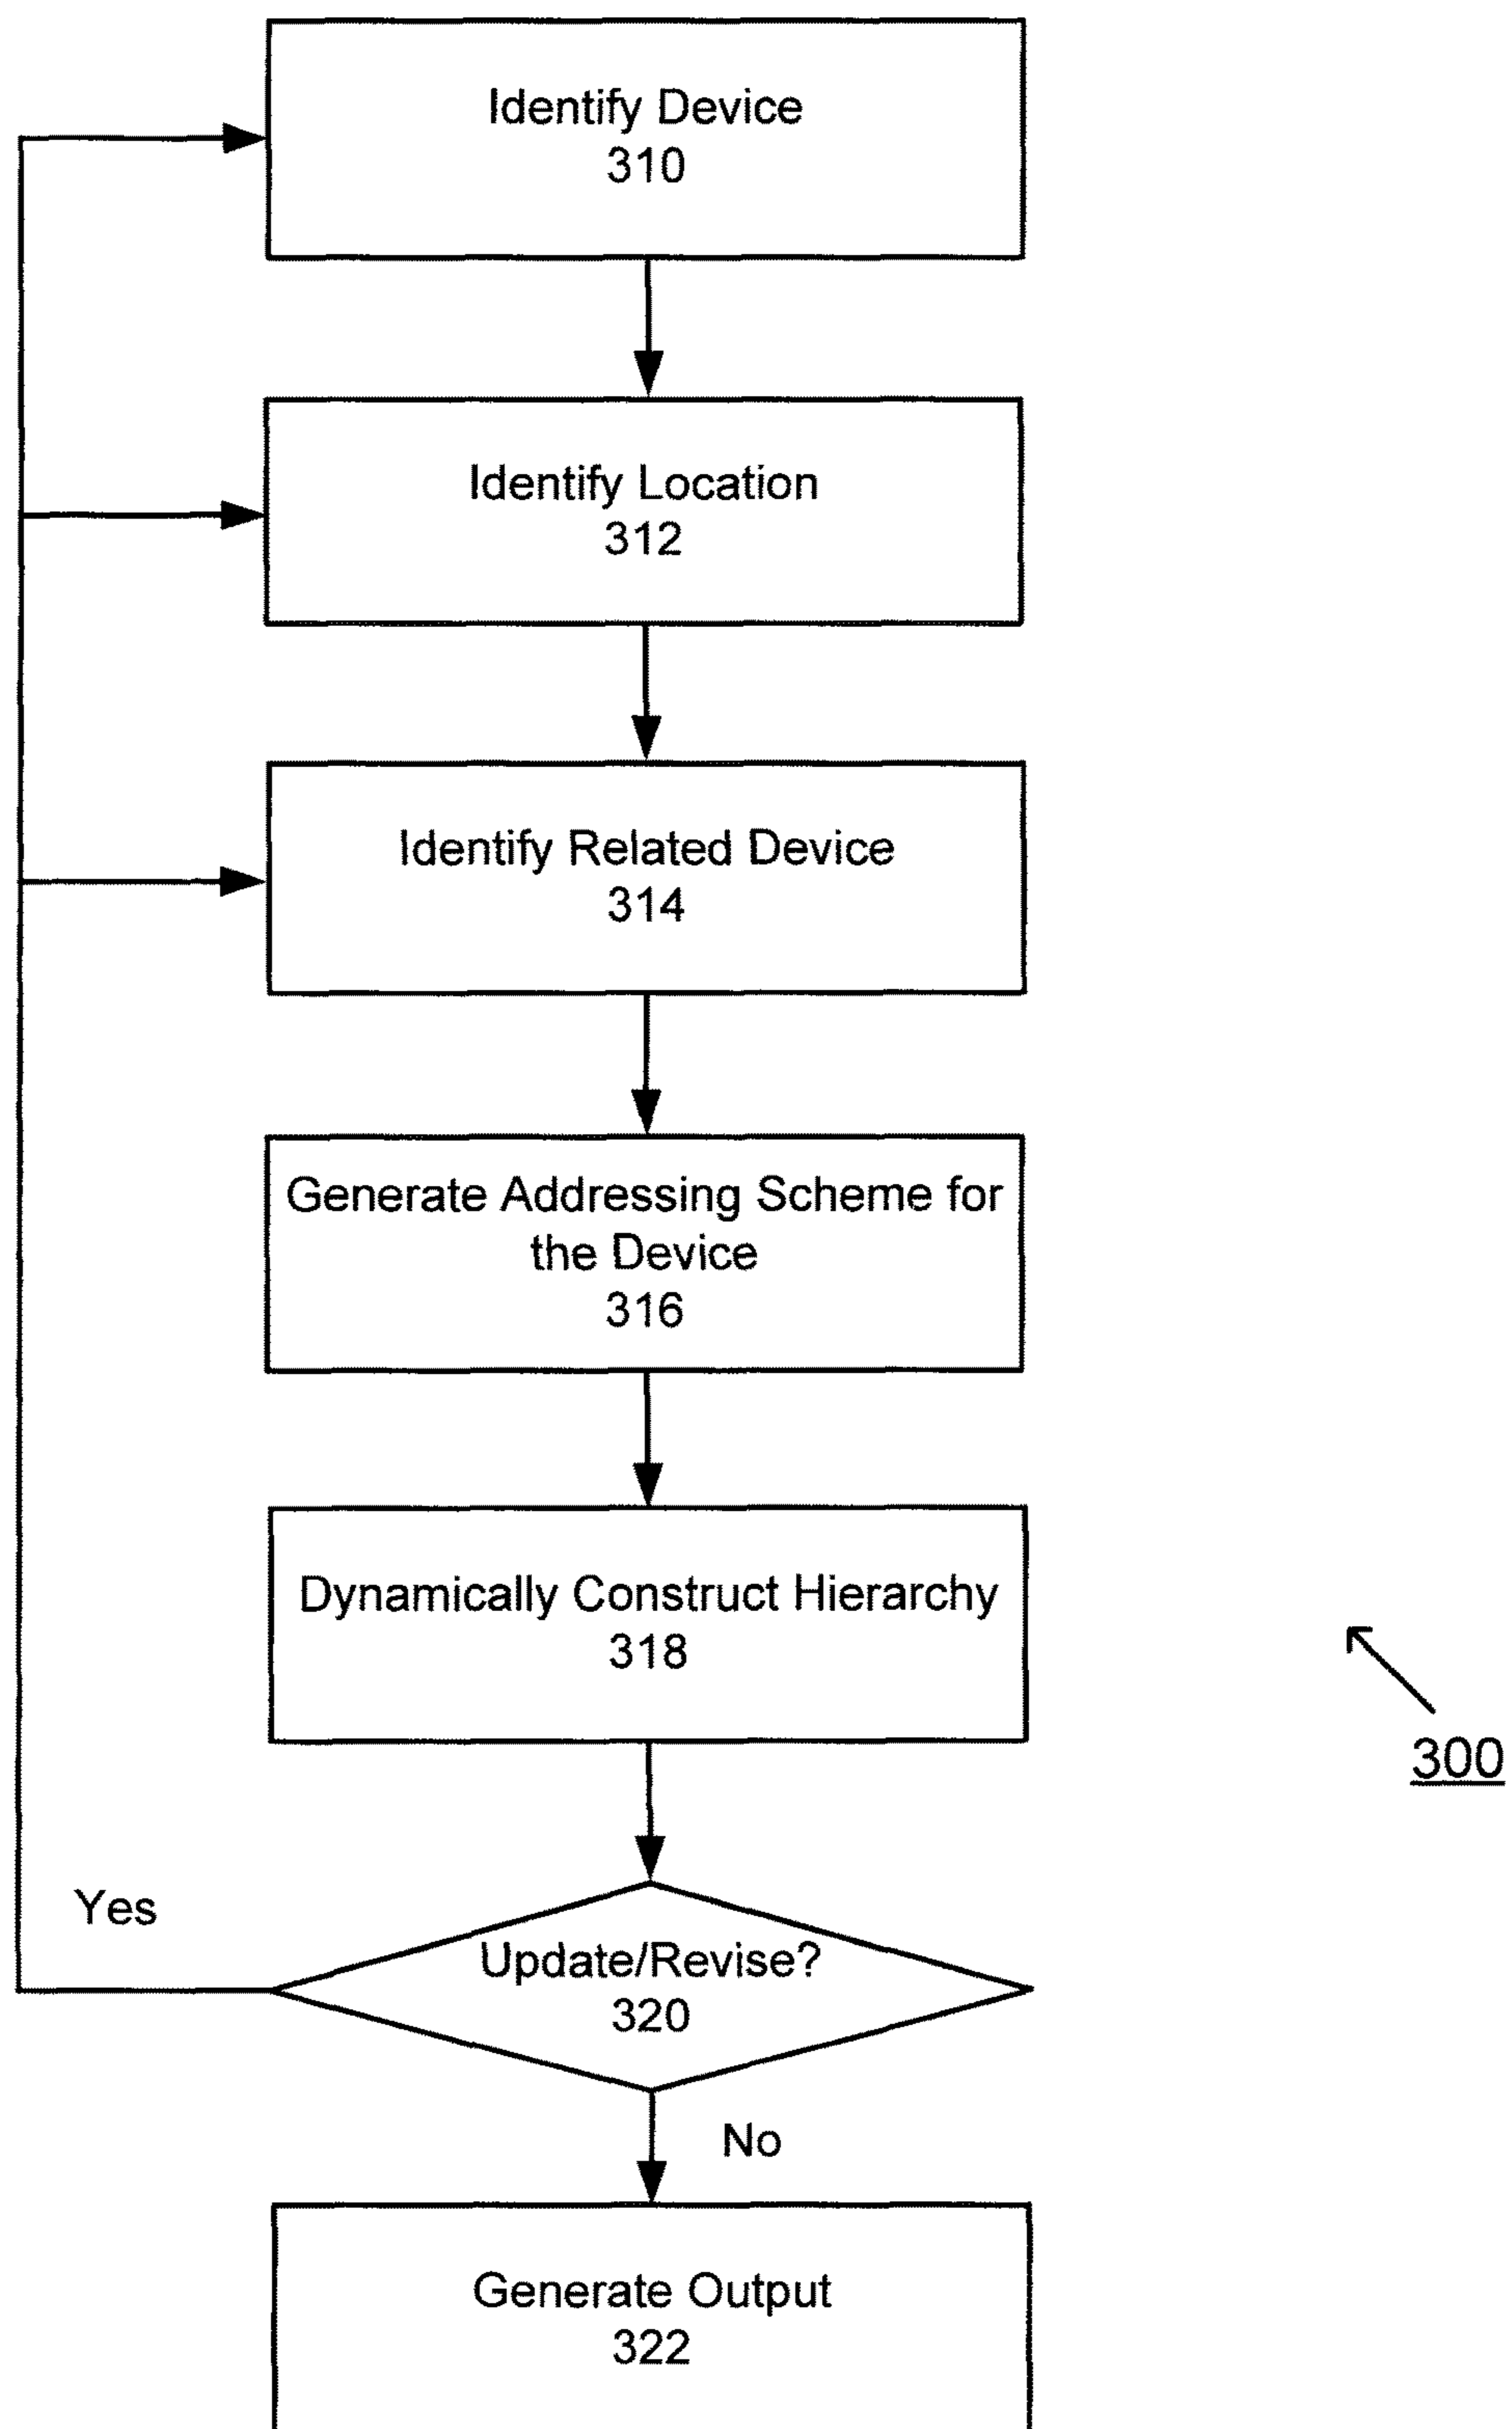 Identify Device
310
Identify Location
312
Identify Related Device
314
Generate Addressing Scheme for
the Device
316
Dynamically Construct Hierarchy
318
300
Yes
Update/Revise?
320
No
Generate Output
322